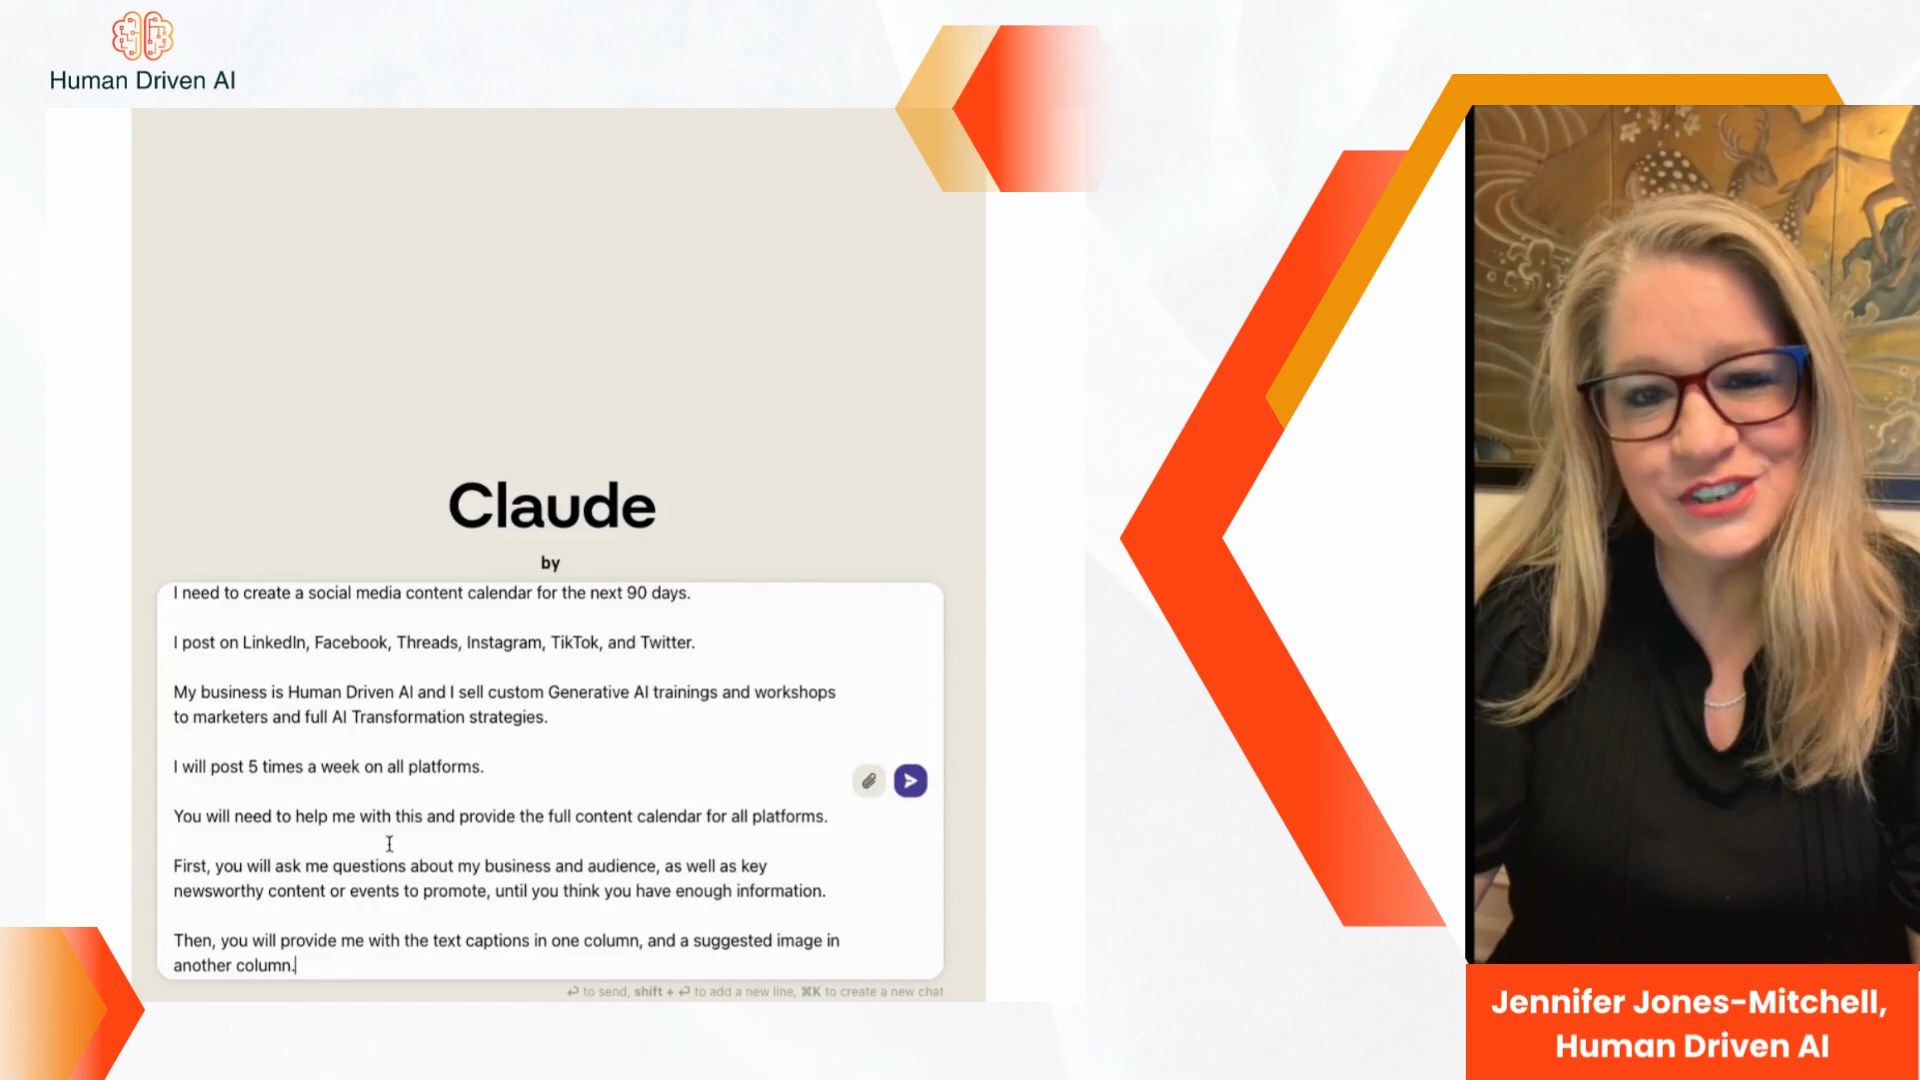 Human Driven AI
Claude
by
I need to create a social media content calendar for the next 90 days.
I post on LinkedIn, Facebook, Threads, Instagram, TikTok, and Twitter.
My business is Human Driven AI and I sell custom Generative AI trainings and workshops
to marketers and full AI Transformation strategies.
I will post 5 times a week on all platforms.
You will need to help me with this and provide the full content calendar for all platforms.
First, you will ask me questions about my business and audience, as well as key
newsworthy content or events to promote, until you think you have enough information.
Then, you will provide me with the text captions in one column, and a suggested image in
another column.
⏎ to send, shift + ⏎ to add a new line, ⌘K to create a new chat
Jennifer Jones-Mitchell,
Human Driven AI